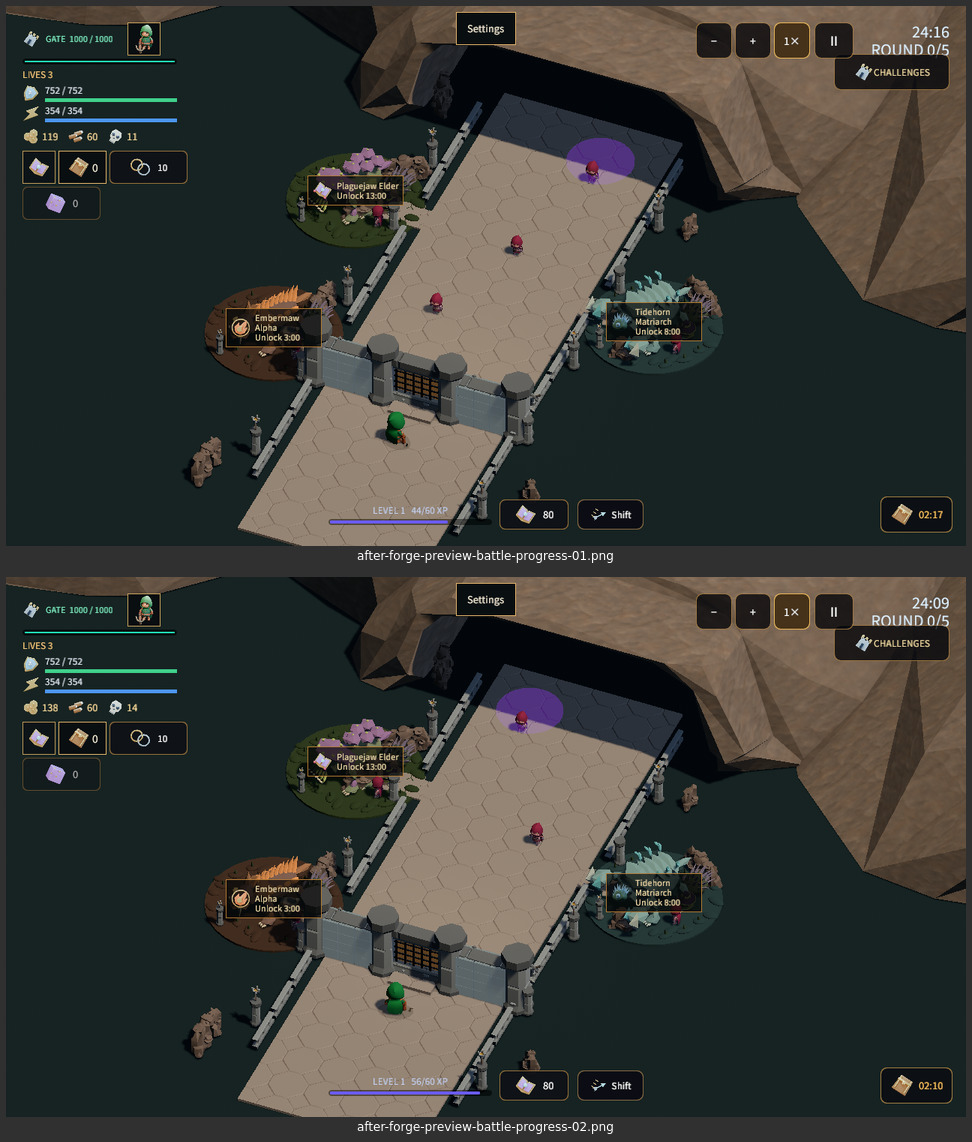 GATE 1000 / 1000
Settings
−
+
1×
24:16
ROUND 0/5
CHALLENGES
LIVES 3
752 / 752
354 / 354
119
60
11
0
10
0
Plaguejaw Elder
Unlock 13:00
Embermaw
Alpha
Unlock 3:00
Tidehorn
Matriarch
Unlock 8:00
LEVEL 1 44/60 XP
80
Shift
02:17
after-forge-preview-battle-progress-01.png
GATE 1000 / 1000
Settings
−
+
1×
24:09
ROUND 0/5
CHALLENGES
LIVES 3
752 / 752
354 / 354
138
60
14
0
10
0
Plaguejaw Elder
Unlock 13:00
Embermaw
Alpha
Unlock 3:00
Tidehorn
Matriarch
Unlock 8:00
LEVEL 1 56/60 XP
80
Shift
02:10
after-forge-preview-battle-progress-02.png